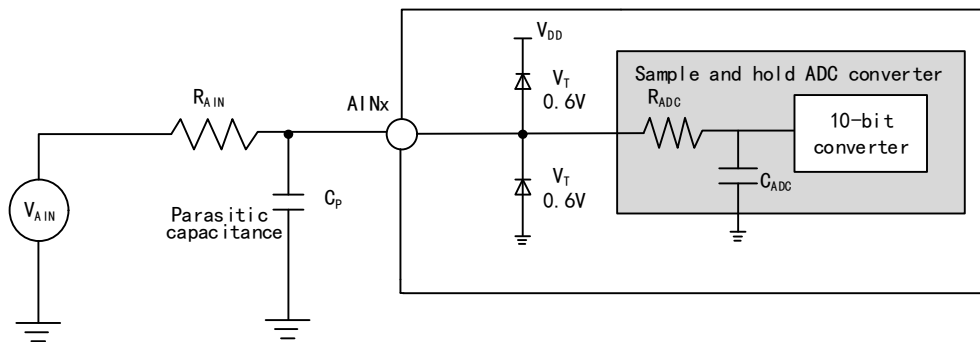 V_DD
Sample and hold ADC converter
V_T
0.6V
R_AIN
AINx
R_ADC
10-bit
converter
V_T
0.6V
C_ADC
V_AIN
C_P
Parasitic
capacitance